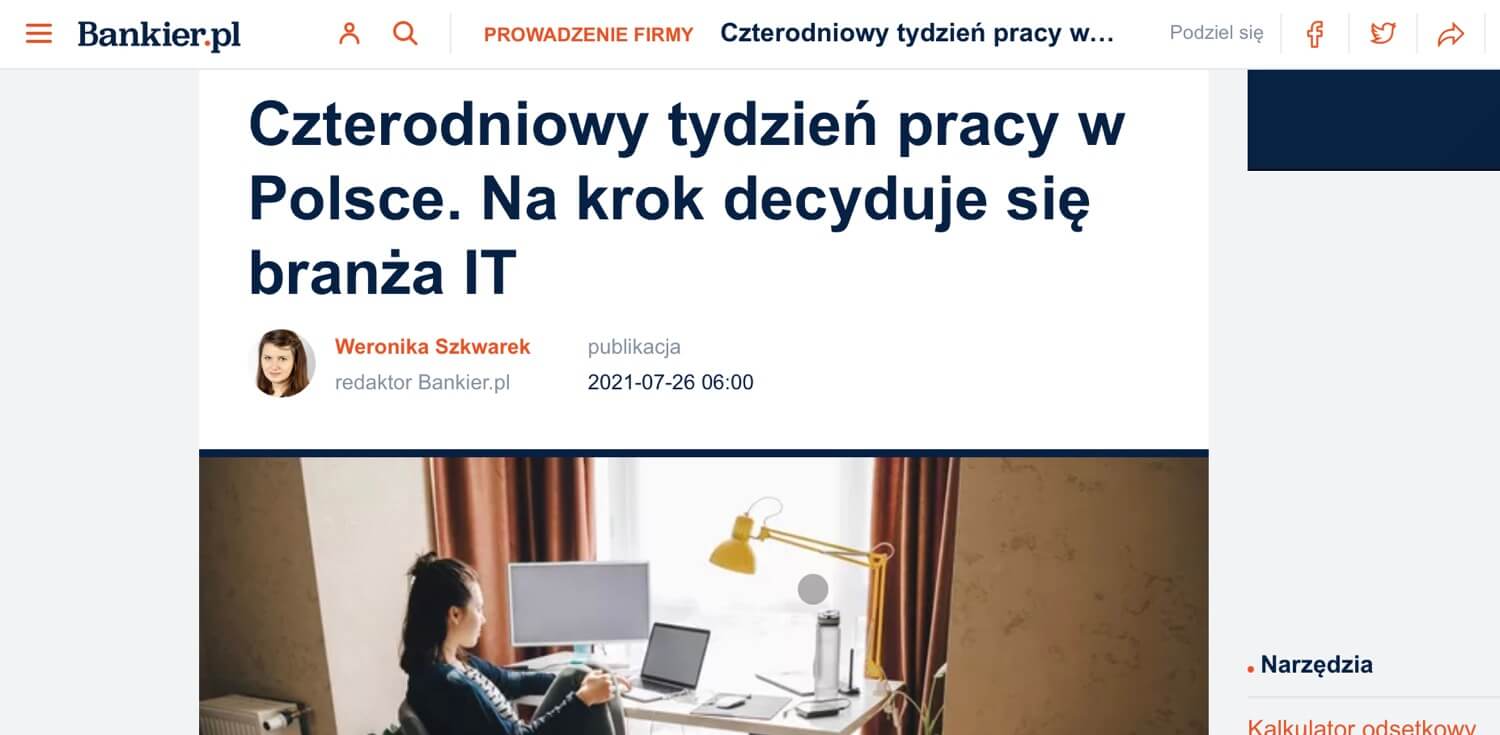 Bankier.pl PROWADZENIE FIRMY Czterodniowy tydzień pracy w... Podziel się
Czterodniowy tydzień pracy w
Polsce. Na krok decyduje się
branża IT
Weronika Szkwarek publikacja
redaktor Bankier.pl 2021-07-26 06:00
Narzędzia
Kalkulator odsetkowy